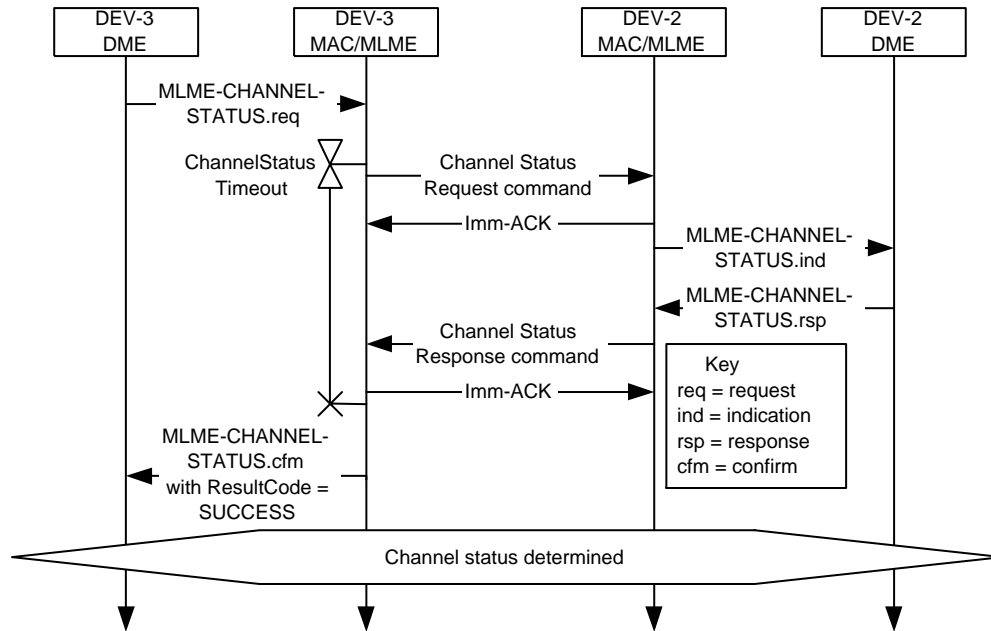 DEV-3
DME
DEV-3
MAC/MLME
DEV-2
MAC/MLME
DEV-2
DME
MLME-CHANNEL-
STATUS.req
ChannelStatus
Timeout
Channel Status
Request command
Imm-ACK
MLME-CHANNEL-
STATUS.ind
MLME-CHANNEL-
STATUS.rsp
Channel Status
Response command
Key
req = request
ind = indication
rsp = response
cfm = confirm
Imm-ACK
MLME-CHANNEL-
STATUS.cfm
with ResultCode =
SUCCESS
Channel status determined